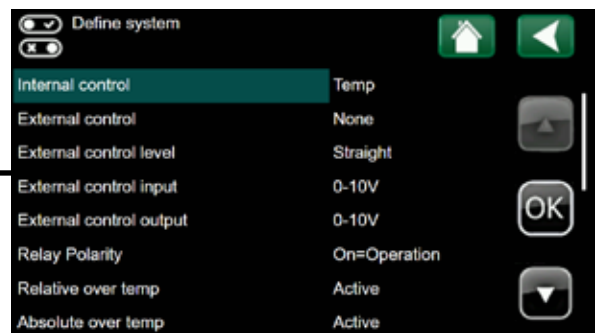 Define system
Internal control Temp
External control None
External control level Straight
External control input 0-10V
External control output 0-10V
Relay Polarity On=Operation
Relative over temp Active
Absolute over temp Active
OK